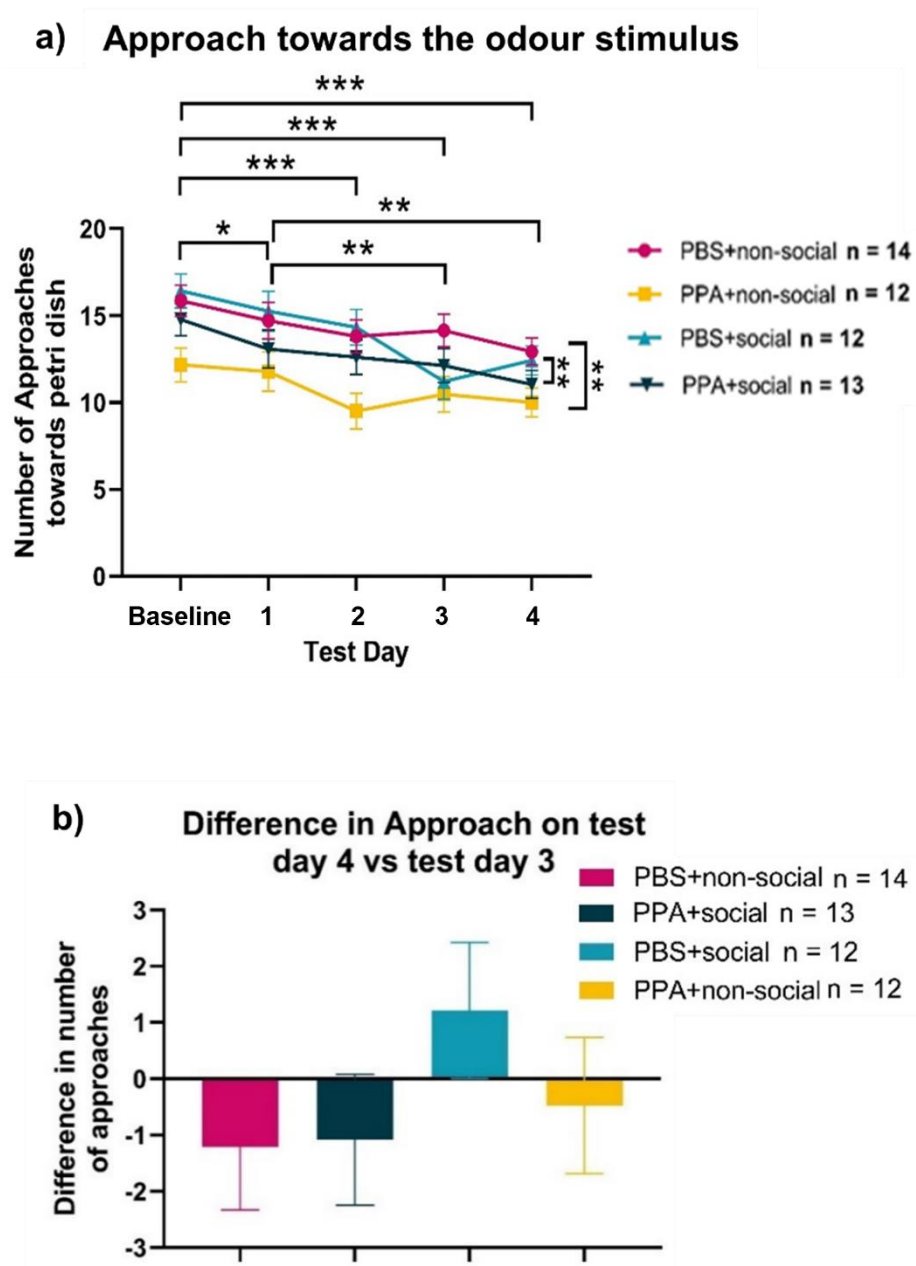 a) Approach towards the odour stimulus
***
***
***
**
*
**
20
15
10
5
0
Number of Approaches
towards petri dish
**
**
PBS+non-social n = 14
PPA+non-social n = 12
PBS+social n = 12
PPA+social n = 13
Baseline 1 2 3 4
Test Day
b) Difference in Approach on test
day 4 vs test day 3
PBS+non-social n = 14
PPA+social n = 13
PBS+social n = 12
PPA+non-social n = 12
3
2
1
0
-1
-2
-3
Difference in number
of approaches